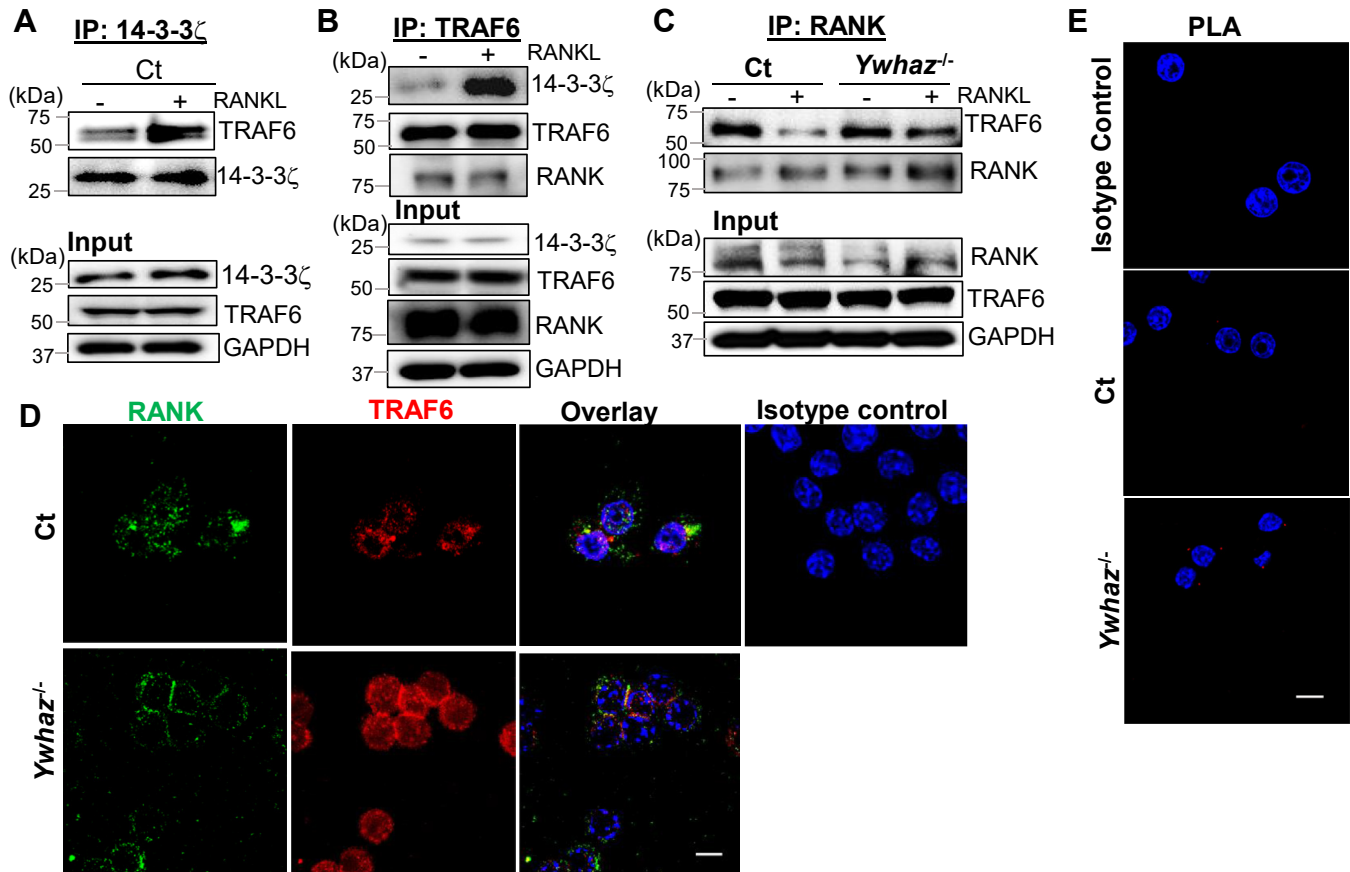 A
IP: 14-3-3ζ
Ct
(kDa)
- + RANKL
75
50
TRAF6
25
14-3-3ζ
Input
25
14-3-3ζ
50
TRAF6
37
GAPDH
B
IP: TRAF6
(kDa)
- + RANKL
25
14-3-3ζ
50
TRAF6
75
RANK
Input
(kDa)
25
14-3-3ζ
50
TRAF6
75
RANK
37
GAPDH
C
IP: RANK
Ct Ywhaz-/-
(kDa)
- + - + RANKL
75
50
TRAF6
100
75
RANK
Input
(kDa)
75
RANK
50
TRAF6
37
GAPDH
D
RANK TRAF6 Overlay Isotype control
Ct
Ywhaz-/-
E
PLA
Isotype Control
Ct
Ywhaz-/-